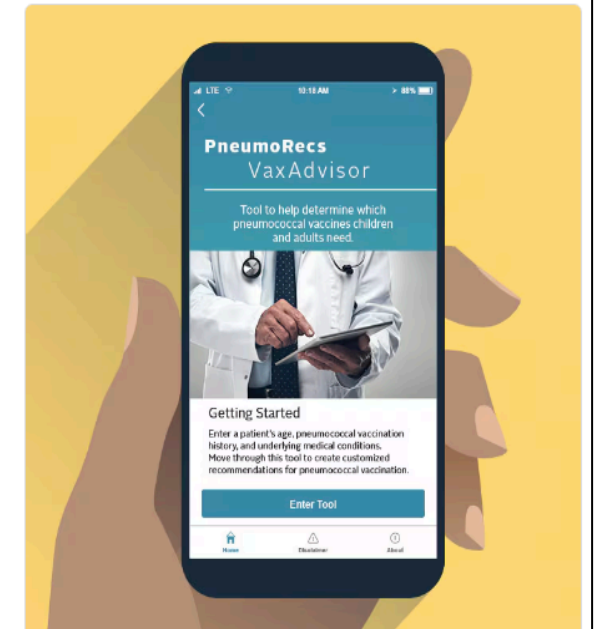 LTE 10:18 AM 88%
PneumoRecs
VaxAdvisor
Tool to help determine which
pneumococcal vaccines children
and adults need.
Getting Started
Enter a patient's age, pneumococcal vaccination
history, and underlying medical conditions.
Move through this tool to create customized
recommendations for pneumococcal vaccination.
Enter Tool
Home Disclaimer About